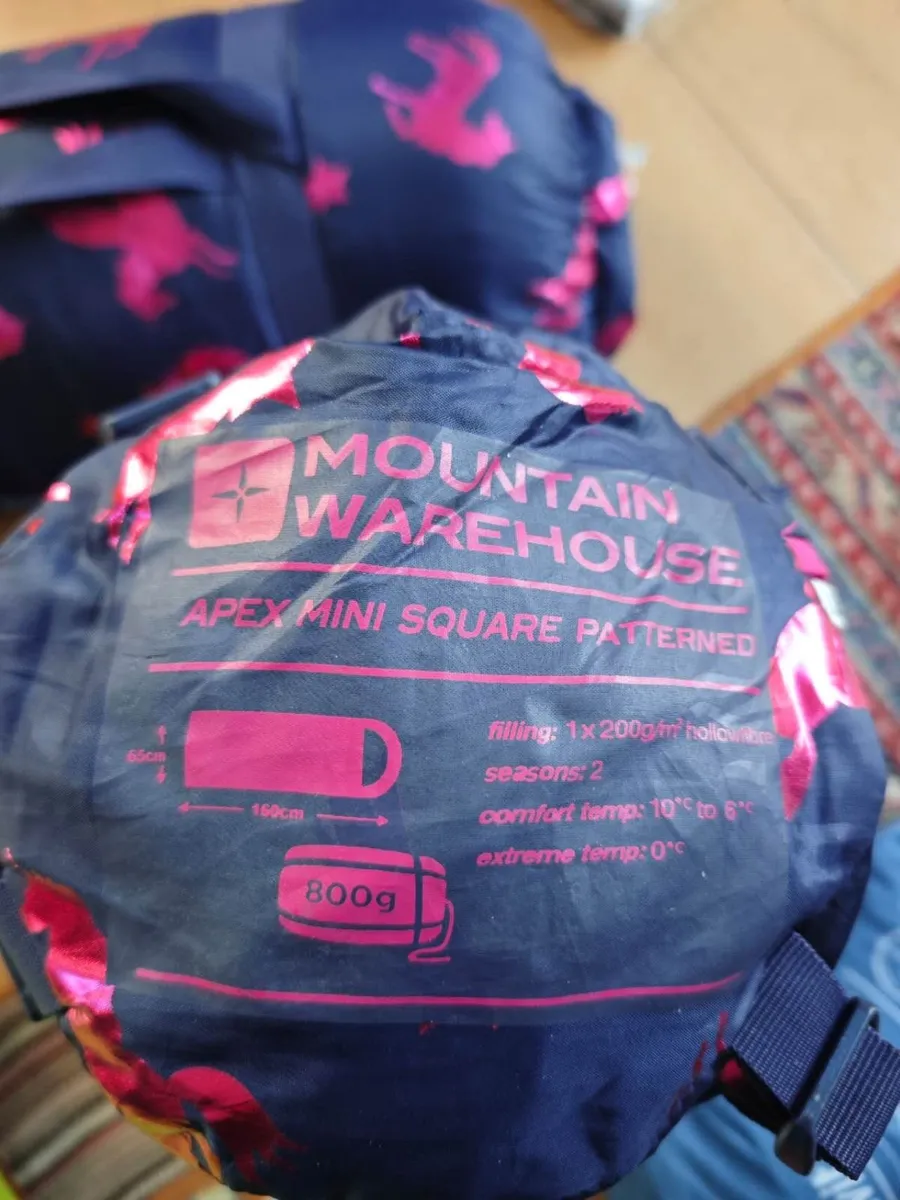 MOUNTAIN
WAREHOUSE
APEX MINI SQUARE PATTERNED
65cm
160cm
800g
filling: 1 x 200g/m² hollowfibre
seasons: 2
comfort temp: 10°C to 6°C
extreme temp: 0°C